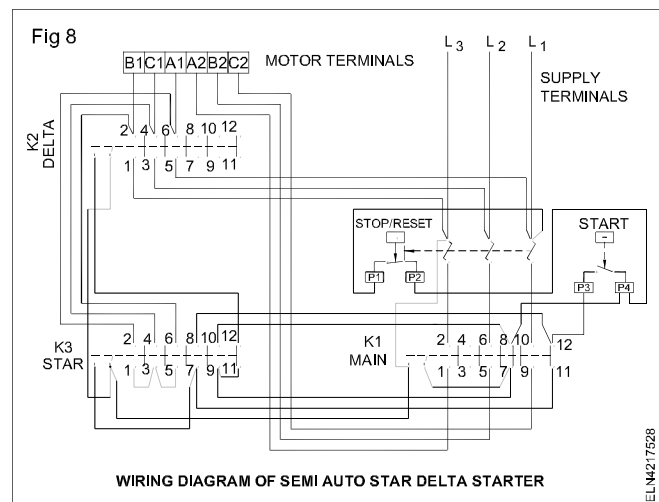 Fig 8
L3 L2 L1
B1 C1 A1 A2 B2 C2 MOTOR TERMINALS
SUPPLY
TERMINALS
K2
DELTA
2 4 6 8 10 12
1 3 5 7 9 11
STOP/RESET START
P1 P2 P3 P4
K3
STAR
2 4 6 8 10 12
1 3 5 7 9 11
K1
MAIN
2 4 6 8 10 12
1 3 5 7 9 11
WIRING DIAGRAM OF SEMI AUTO STAR DELTA STARTER
ELN4217528